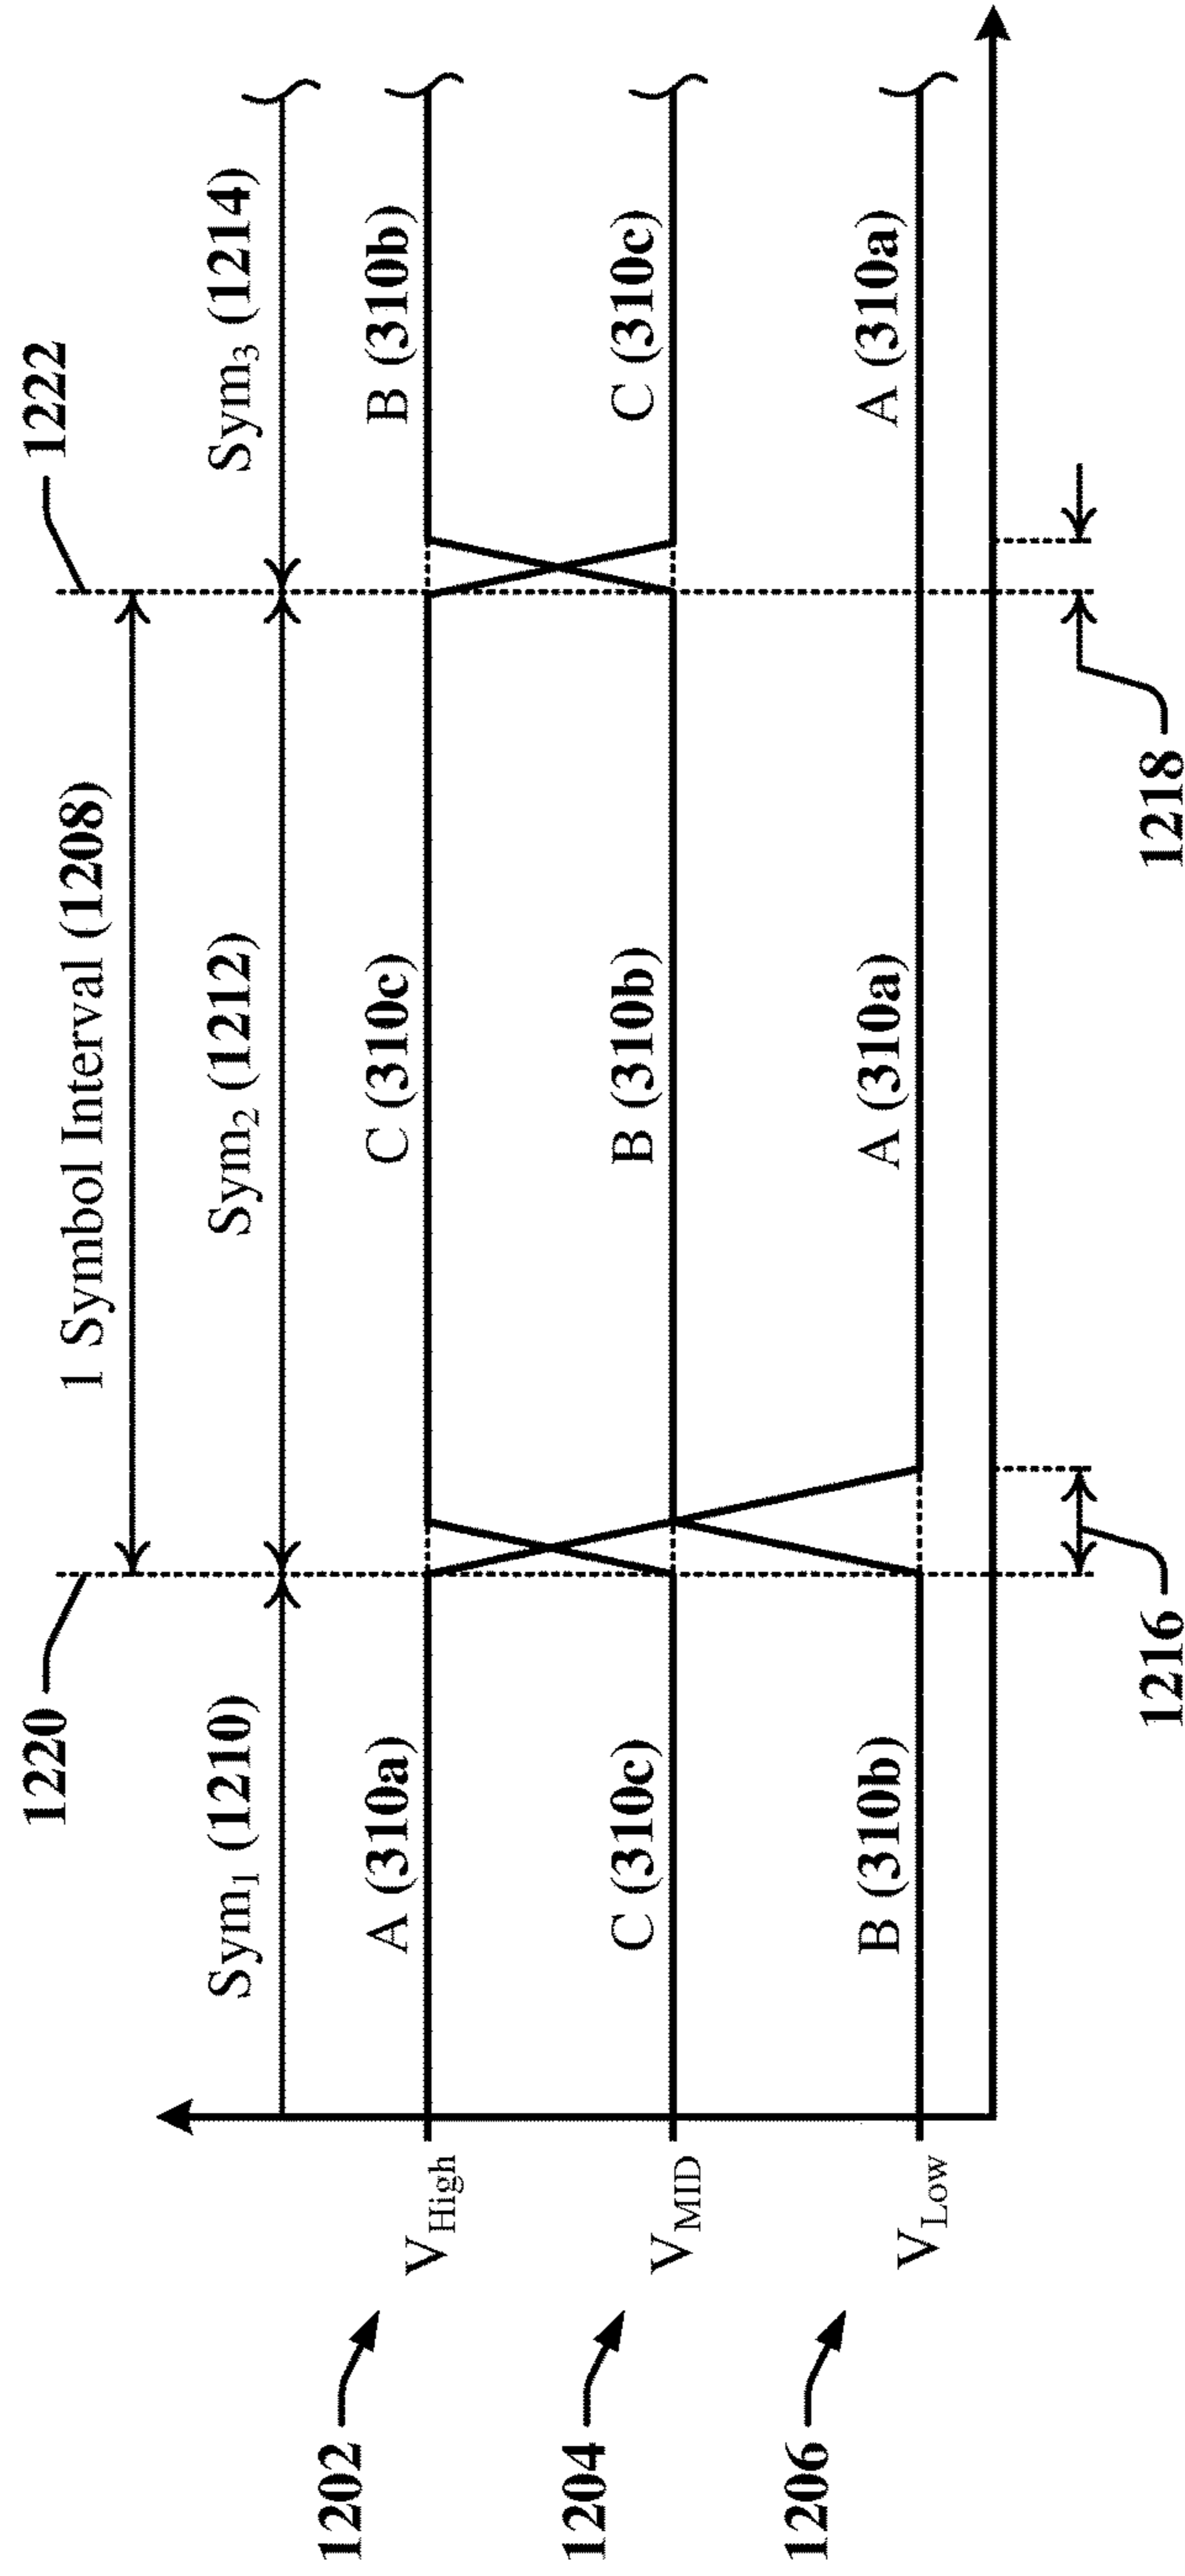 1220
1222
1 Symbol Interval (1208)
Sym1 (1210)
Sym2 (1212)
Sym3 (1214)
1202
VHigh
A (310a)
C (310c)
B (310b)
1204
VMID
C (310c)
B (310b)
C (310c)
1206
VLow
B (310b)
A (310a)
A (310a)
1216
1218